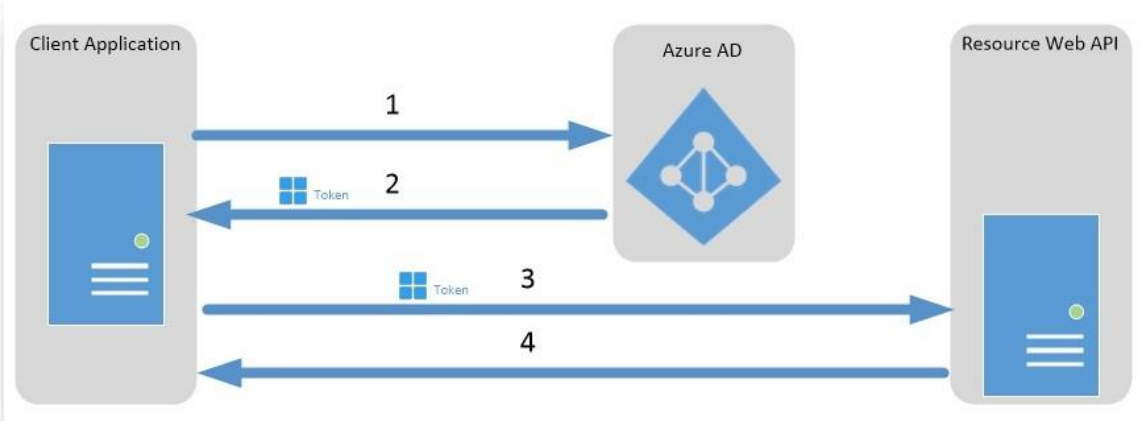 Client Application
Azure AD
Resource Web API
1
Token
2
Token
3
4